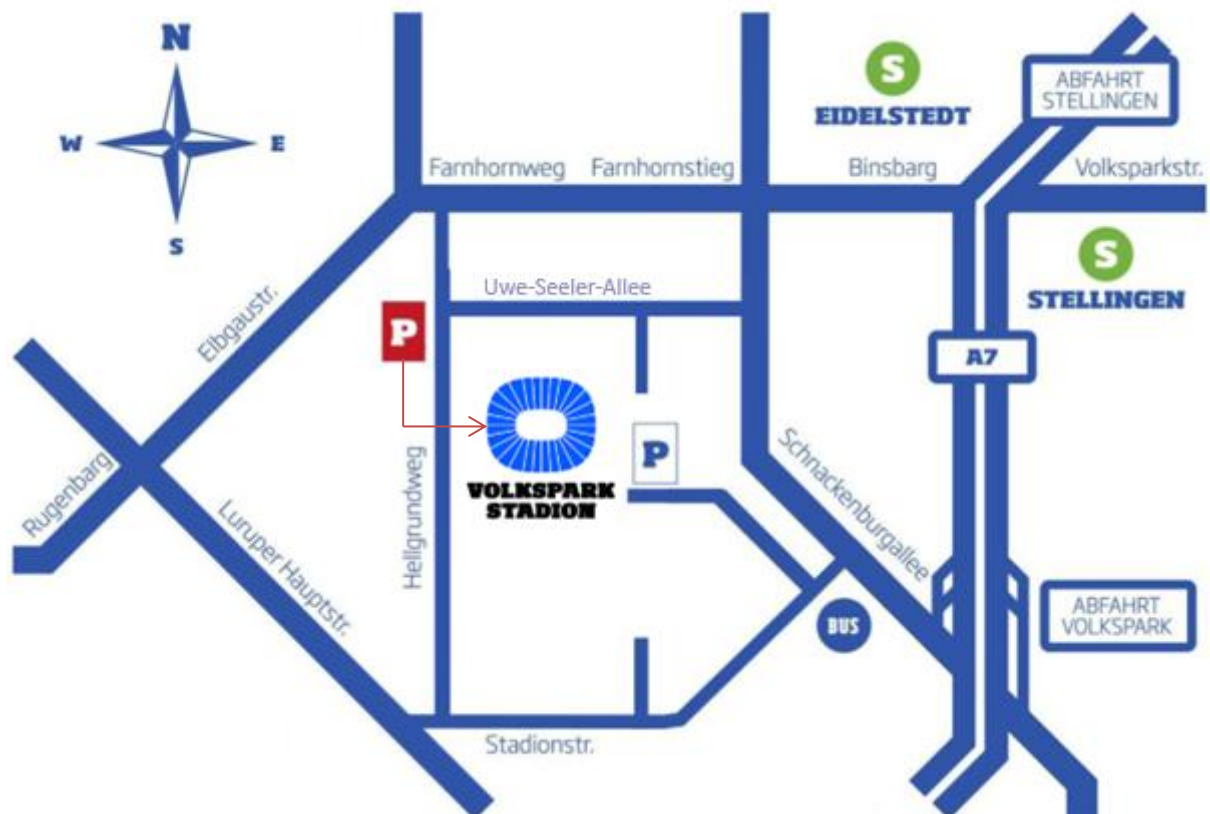 N
W
E
S
S
EIDELSTEDT
ABFAHRT
STELLINGEN
Farnhornweg
Farnhornstieg
Binsbarg
Volksparkstr.
S
STELLINGEN
Uwe-Seeler-Allee
Elbgaustr.
P
A7
P
VOLKSPARK
STADION
Hellgrundweg
Schnackenburgallee
Rugenbarg
Luruper Hauptstr.
BUS
ABFAHRT
VOLKSPARK
Stadionstr.